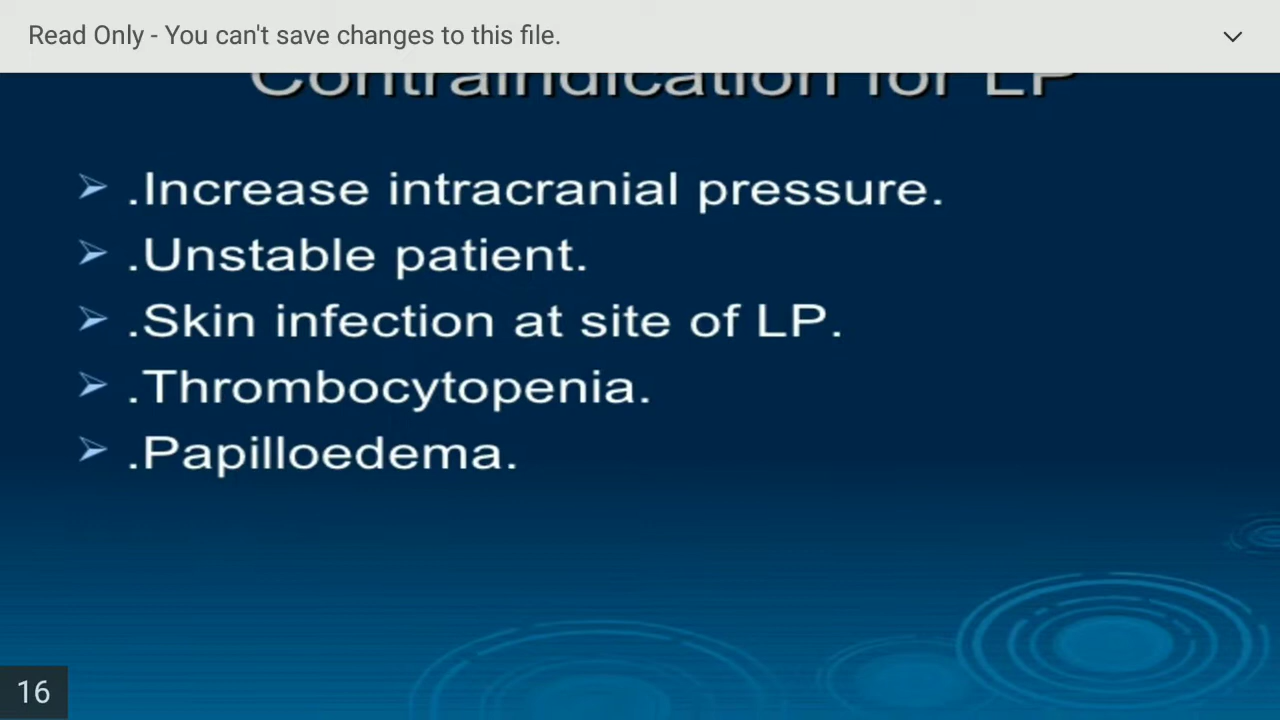 Read Only - You can't save changes to this file.
Contraindication for LP
➢ .Increase intracranial pressure.
➢ .Unstable patient.
➢ .Skin infection at site of LP.
➢ .Thrombocytopenia.
➢ .Papilloedema.
16